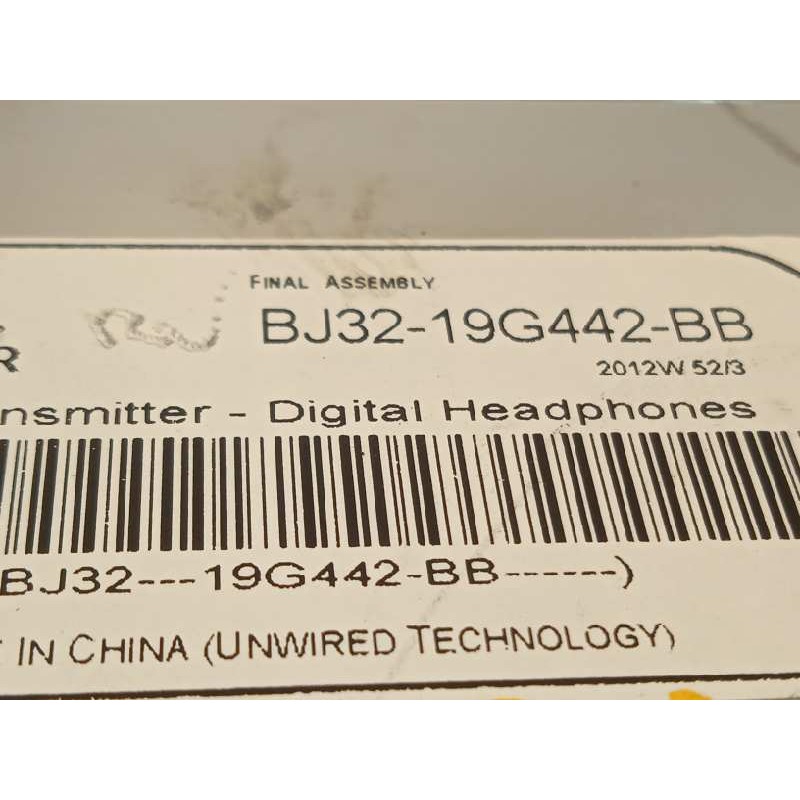 FINAL ASSEMBLY
BJ32-19G442-BB
R
2012W 52/3
nsmitter - Digital Headphones
BJ32---19G442-BB------)
IN CHINA (UNWIRED TECHNOLOGY)